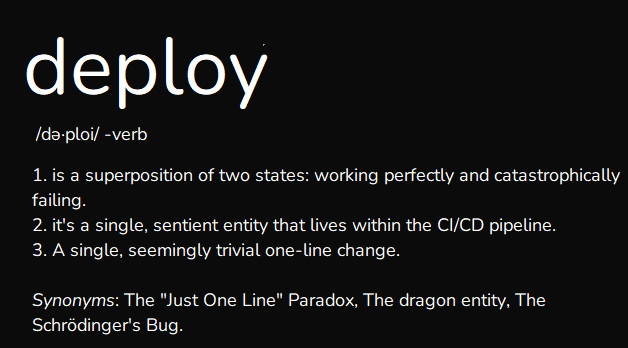 deploy
/də·ploi/ -verb
1. is a superposition of two states: working perfectly and catastrophically
failing.
2. it's a single, sentient entity that lives within the CI/CD pipeline.
3. A single, seemingly trivial one-line change.
Synonyms: The "Just One Line" Paradox, The dragon entity, The
Schrödinger's Bug.